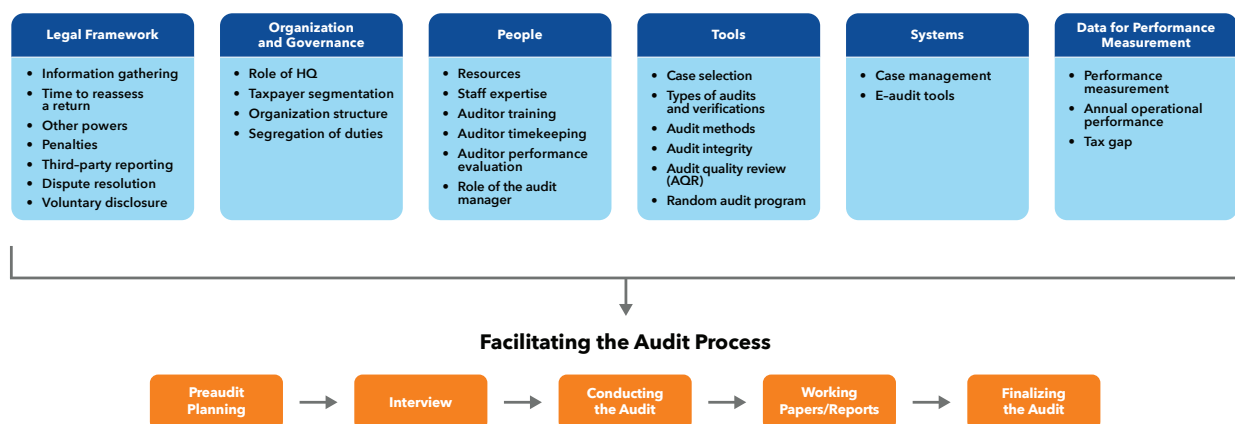 Legal Framework
• Information gathering
• Time to reassess
a return
• Other powers
• Penalties
• Third-party reporting
• Dispute resolution
• Voluntary disclosure
Organization
and Governance
• Role of HQ
• Taxpayer segmentation
• Organization structure
• Segregation of duties
People
• Resources
• Staff expertise
• Auditor training
• Auditor timekeeping
• Auditor performance
evaluation
• Role of the audit
manager
Tools
• Case selection
• Types of audits
and verifications
• Audit methods
• Audit integrity
• Audit quality review
(AQR)
• Random audit program
Systems
• Case management
• E-audit tools
Data for Performance
Measurement
• Performance
measurement
• Annual operational
performance
• Tax gap
Facilitating the Audit Process
Preaudit
Planning
Interview
Conducting
the Audit
Working
Papers/Reports
Finalizing
the Audit